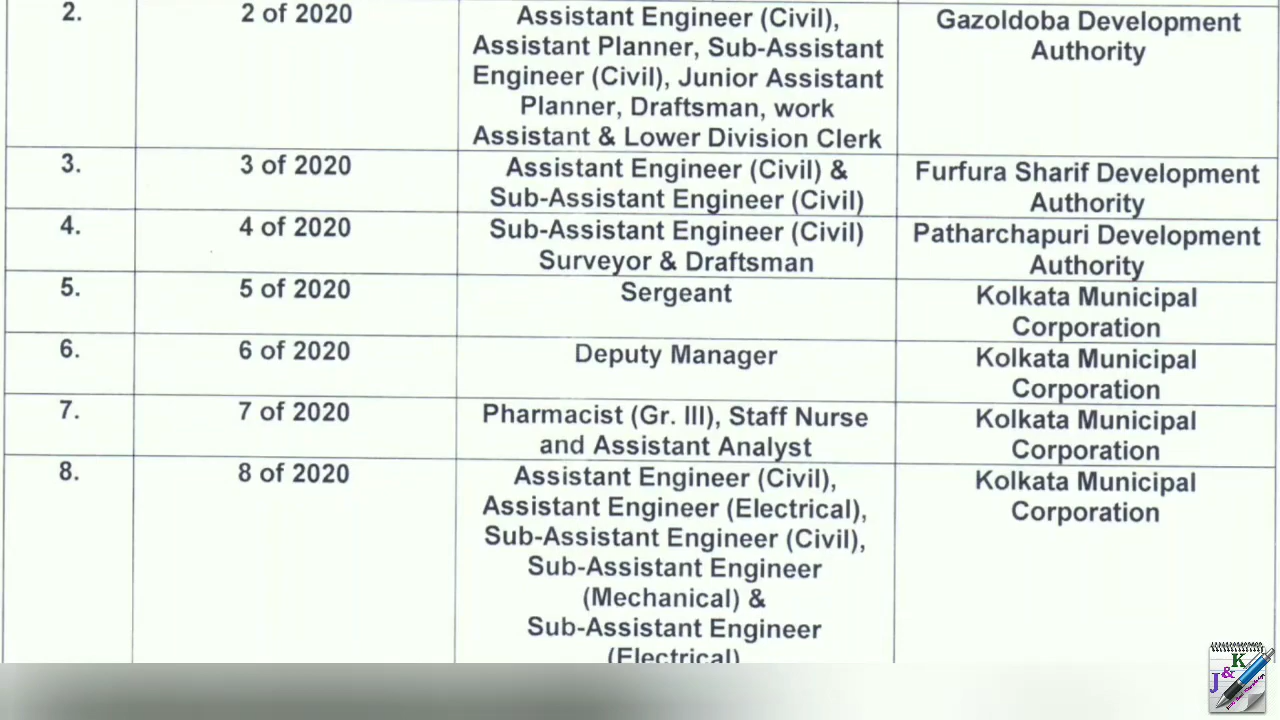 2.
2 of 2020
Assistant Engineer (Civil),
Assistant Planner, Sub-Assistant
Engineer (Civil), Junior Assistant
Planner, Draftsman, work
Assistant & Lower Division Clerk
Gazoldoba Development
Authority
3.
3 of 2020
Assistant Engineer (Civil) &
Sub-Assistant Engineer (Civil)
Furfura Sharif Development
Authority
4.
4 of 2020
Sub-Assistant Engineer (Civil)
Surveyor & Draftsman
Patharchapuri Development
Authority
5.
5 of 2020
Sergeant
Kolkata Municipal
Corporation
6.
6 of 2020
Deputy Manager
Kolkata Municipal
Corporation
7.
7 of 2020
Pharmacist (Gr. III), Staff Nurse
and Assistant Analyst
Kolkata Municipal
Corporation
8.
8 of 2020
Assistant Engineer (Civil),
Assistant Engineer (Electrical),
Sub-Assistant Engineer (Civil),
Sub-Assistant Engineer
(Mechanical) &
Sub-Assistant Engineer
(Electrical)
Kolkata Municipal
Corporation
J&K